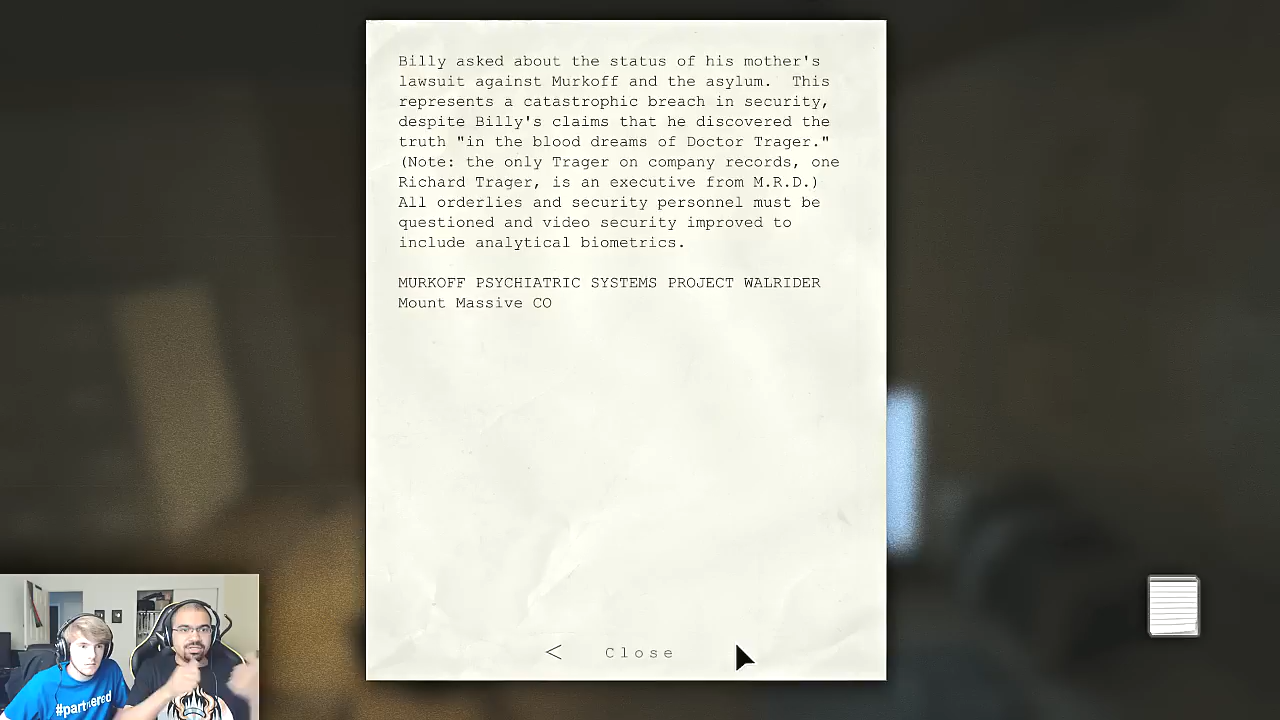 Billy asked about the status of his mother's
lawsuit against Murkoff and the asylum.  This
represents a catastrophic breach in security,
despite Billy's claims that he discovered the
truth "in the blood dreams of Doctor Trager."
(Note: the only Trager on company records, one
Richard Trager, is an executive from M.R.D.)
All orderlies and security personnel must be
questioned and video security improved to
include analytical biometrics.
MURKOFF PSYCHIATRIC SYSTEMS PROJECT WALRIDER
Mount Massive CO
< Close
#partnered